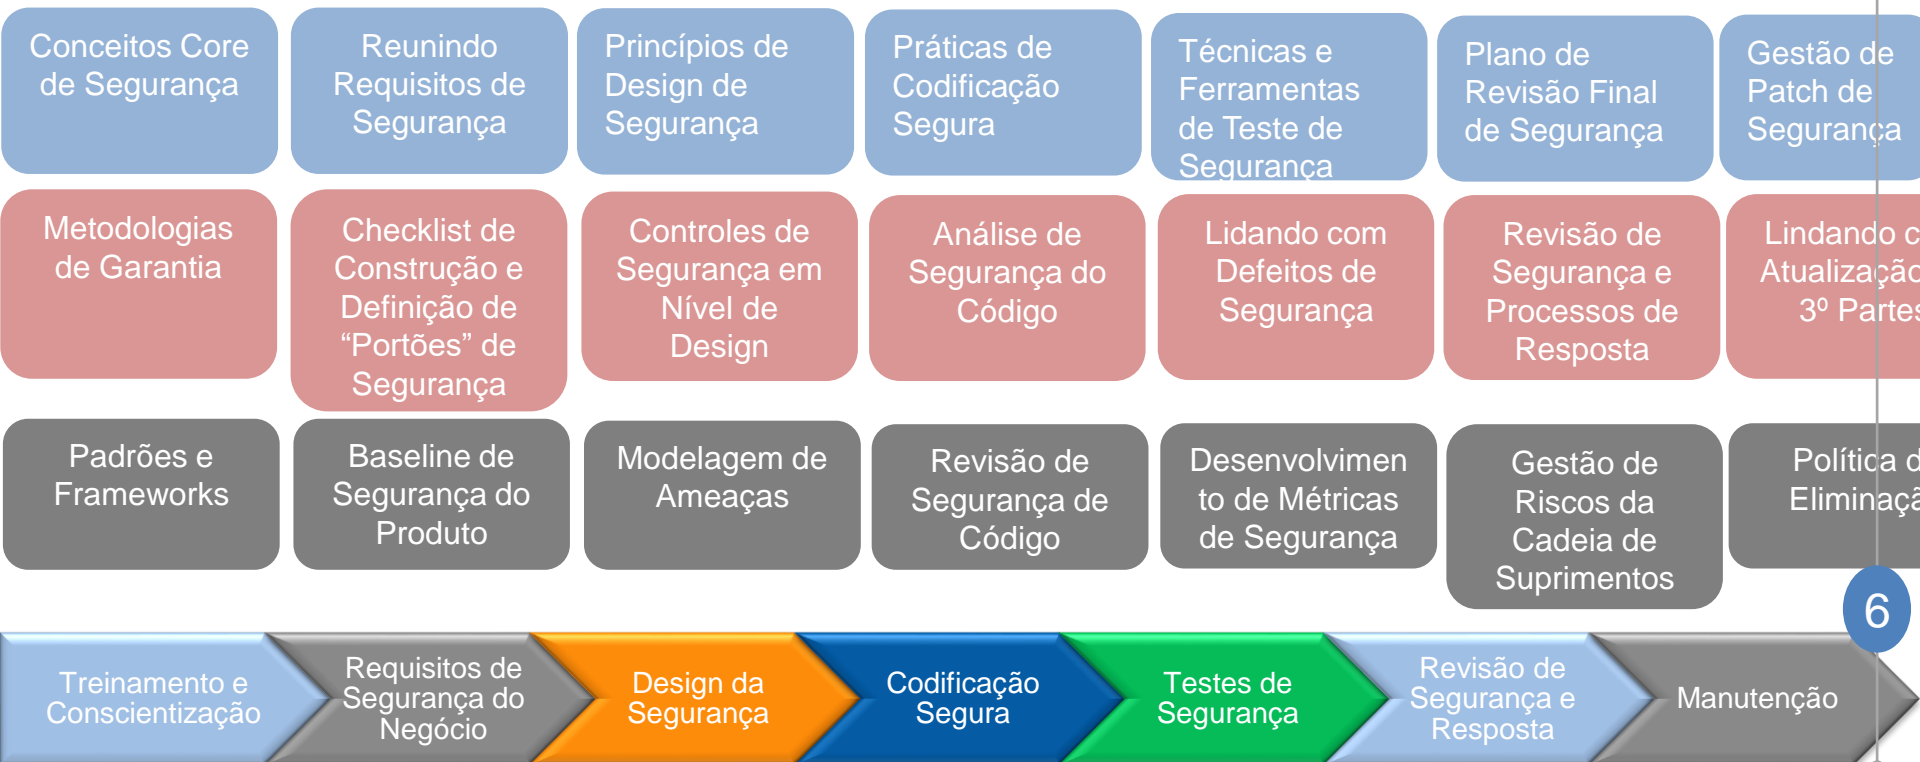 Conceitos Core
de Segurança
Reunindo
Requisitos de
Segurança
Princípios de
Design de
Segurança
Práticas de
Codificação
Segura
Técnicas e
Ferramentas
de Teste de
Segurança
Plano de
Revisão Final
de Segurança
Gestão de
Patch de
Segurança
Metodologias
de Garantia
Checklist de
Construção e
Definição de
“Portões” de
Segurança
Controles de
Segurança em
Nível de
Design
Análise de
Segurança do
Código
Lidando com
Defeitos de
Segurança
Revisão de
Segurança e
Processos de
Resposta
Lindando c
Atualização
3º Partes
Padrões e
Frameworks
Baseline de
Segurança do
Produto
Modelagem de
Ameaças
Revisão de
Segurança de
Código
Desenvolvimen
to de Métricas
de Segurança
Gestão de
Riscos da
Cadeia de
Suprimentos
Política d
Eliminaçã
6
Treinamento e
Conscientização
Requisitos de
Segurança do
Negócio
Design da
Segurança
Codificação
Segura
Testes de
Segurança
Revisão de
Segurança e
Resposta
Manutenção